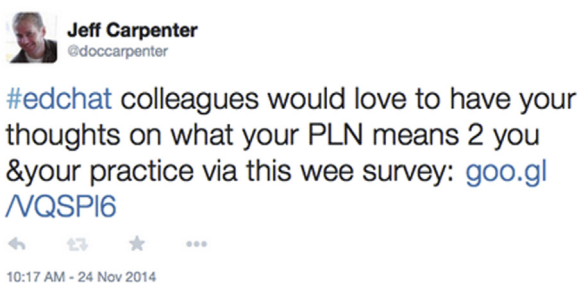 Jeff Carpenter
@doccarpenter
#edchat colleagues would love to have your
thoughts on what your PLN means 2 you
&your practice via this wee survey: goo.gl
/VQSPl6
10:17 AM - 24 Nov 2014